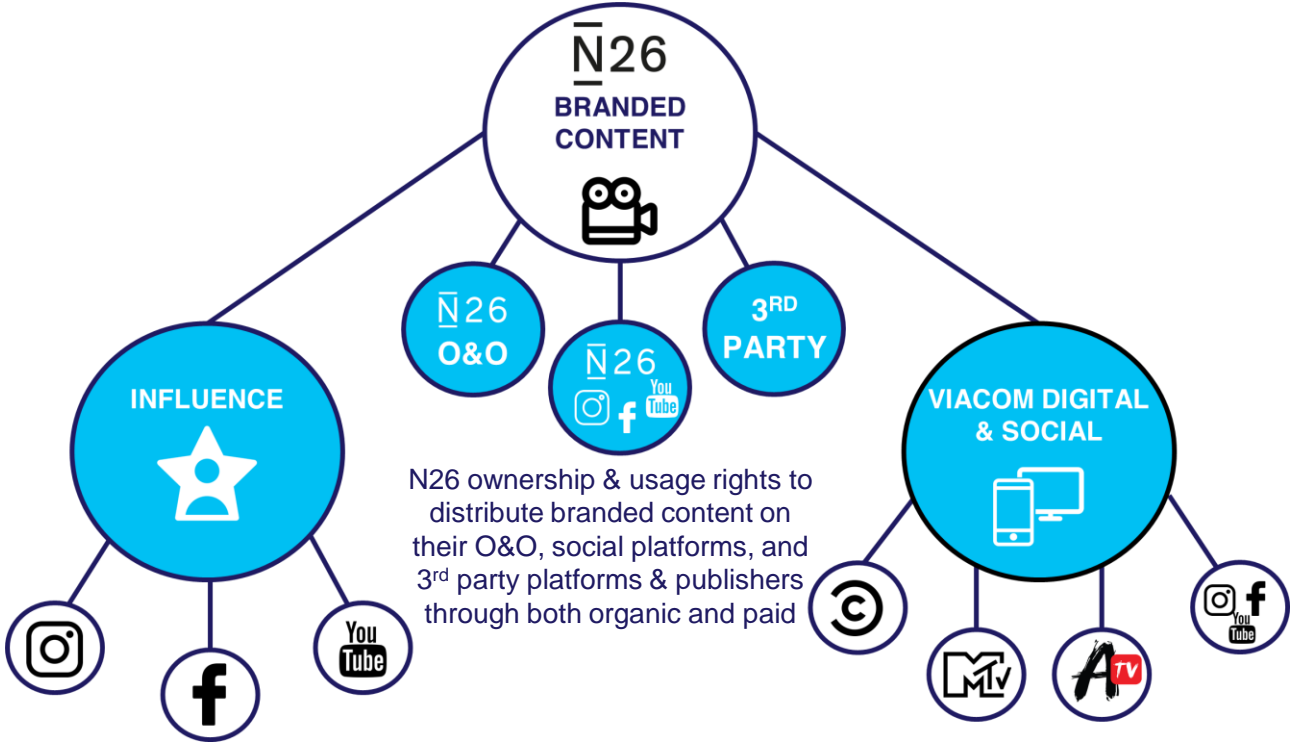 N26
BRANDED
CONTENT
N26
O&O
N26
You
Tube
f
3RD
PARTY
INFLUENCE
VIACOM DIGITAL
& SOCIAL
N26 ownership & usage rights to
distribute branded content on
their O&O, social platforms, and
3rd party platforms & publishers
through both organic and paid
f
You
Tube
C
MTV
ATV
f
You
Tube